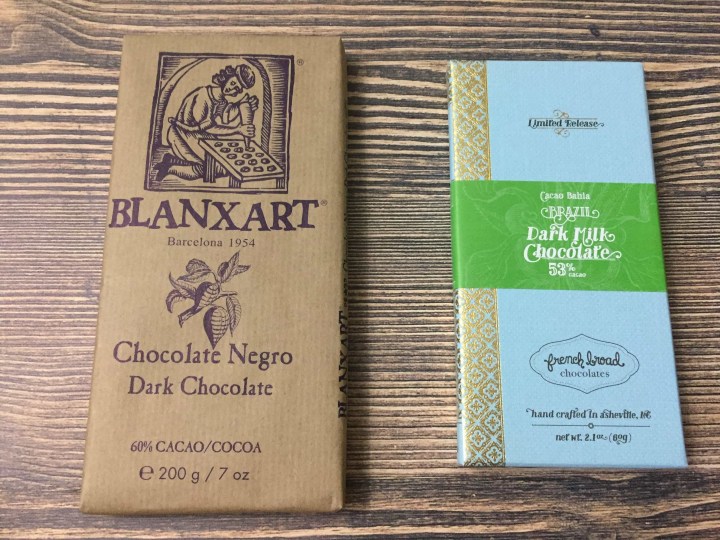 BLANXART®
Barcelona 1954
Chocolate Negro
Dark Chocolate
60% CACAO/COCOA
℮ 200 g / 7 oz
BLANXART
Limited Release
Cacao Bahia
BRAZIL
Dark Milk
Chocolate
53%
cacao
french broad
chocolates
hand crafted in asheville, NC
net wt. 2.1 oz. (60g)